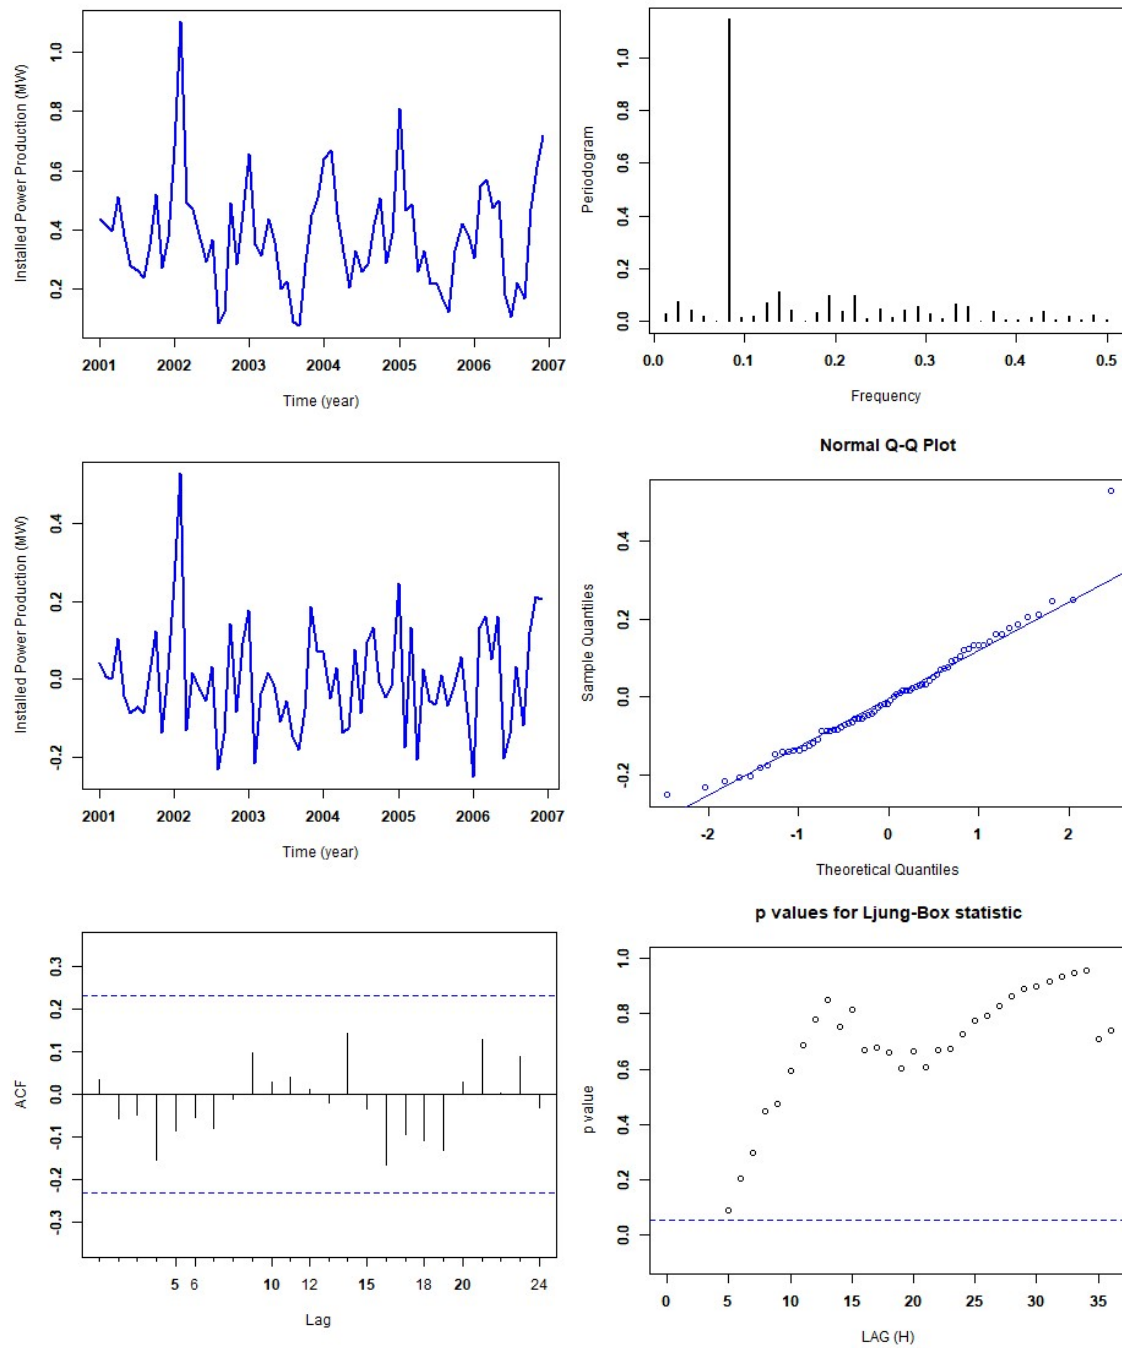 Installed Power Production (MW)
1.0
0.8
0.6
0.4
0.2
2001 2002 2003 2004 2005 2006 2007
Time (year)
Periodogram
1.0
0.8
0.6
0.4
0.2
0.0
0.0 0.1 0.2 0.3 0.4 0.5
Frequency
Installed Power Production (MW)
0.4
0.2
0.0
-0.2
2001 2002 2003 2004 2005 2006 2007
Time (year)
Normal Q-Q Plot
Sample Quantiles
0.4
0.2
0.0
-0.2
-2 -1 0 1 2
Theoretical Quantiles
ACF
0.3
0.2
0.1
0.0
-0.1
-0.2
-0.3
5 6 10 12 15 18 20 24
Lag
p values for Ljung-Box statistic
p value
1.0
0.8
0.6
0.4
0.2
0.0
0 5 10 15 20 25 30 35
LAG (H)